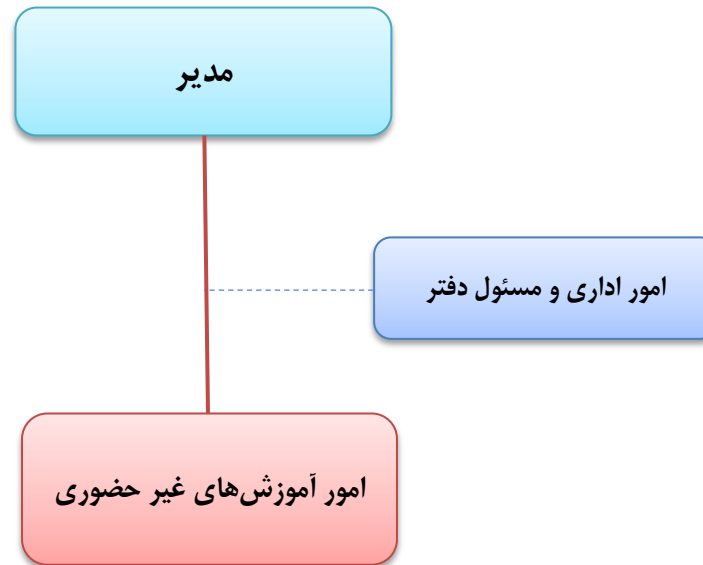 مدیر
امور اداری و مسئول دفتر
امور آموزش‌های غیر حضوری